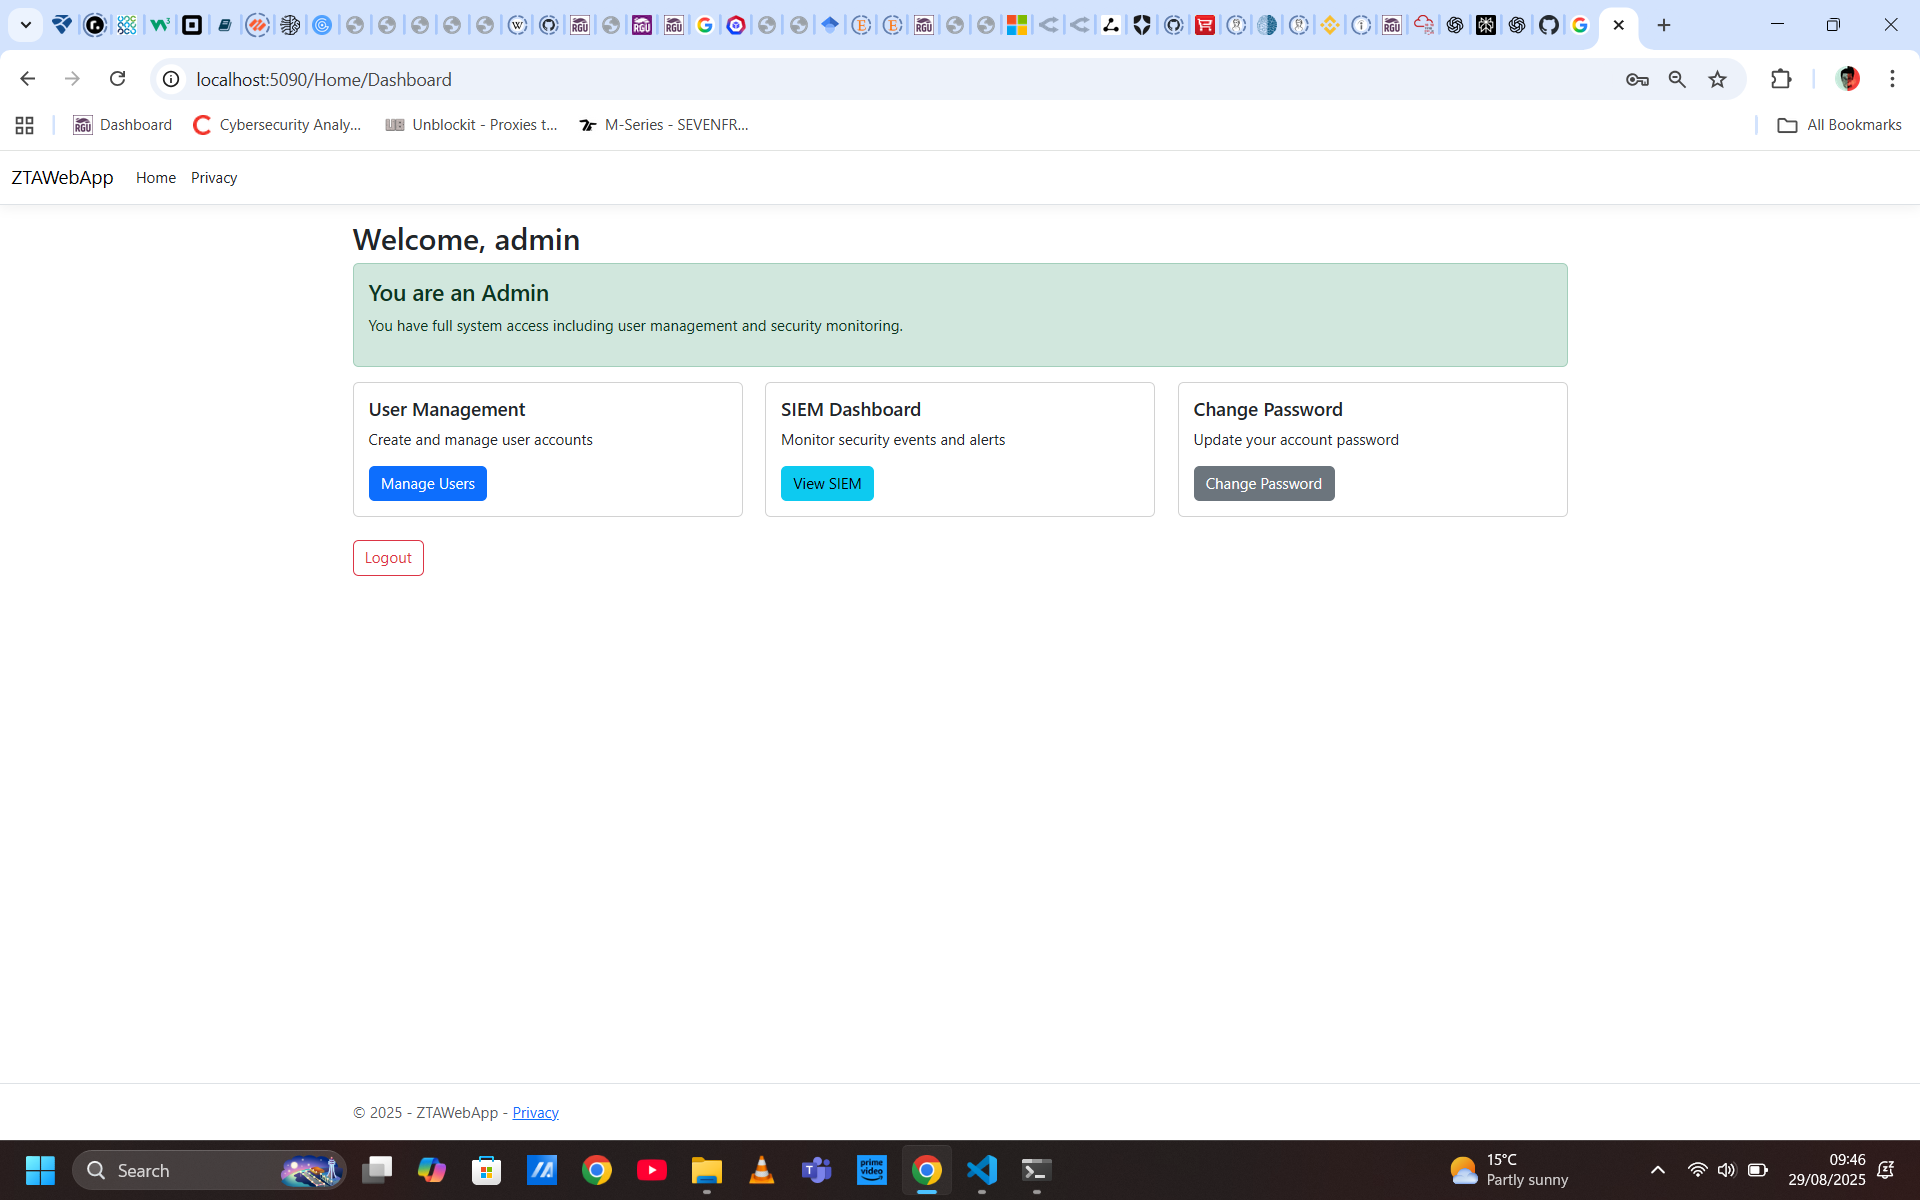 localhost:5090/Home/Dashboard
Dashboard
Cybersecurity Analy...
Unblockit - Proxies t...
M-Series - SEVENFR...
All Bookmarks
ZTAWebApp
Home
Privacy
Welcome, admin
You are an Admin
You have full system access including user management and security monitoring.
User Management
Create and manage user accounts
Manage Users
SIEM Dashboard
Monitor security events and alerts
View SIEM
Change Password
Update your account password
Change Password
Logout
© 2025 - ZTAWebApp - Privacy
Search
prime video
15°C
Partly sunny
09:46
29/08/2025